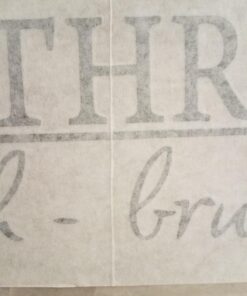 THR
h - bru